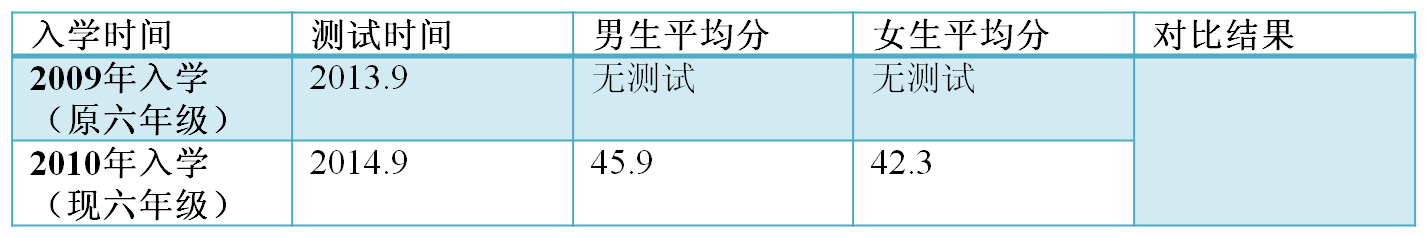 入学时间 测试时间 男生平均分 女生平均分 对比结果
2009年入学 2013.9 无测试 无测试
（原六年级）
2010年入学 2014.9 45.9 42.3
（现六年级）